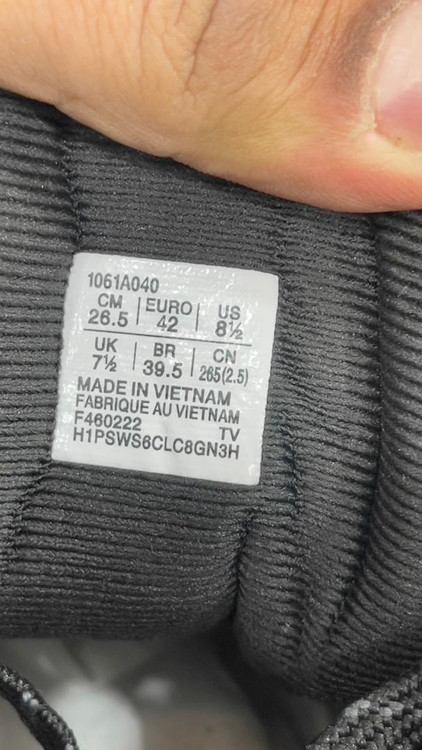 1061A040
CM | EURO | US
26.5 | 42 | 8½
UK | BR | CN
7½ | 39.5 | 265(2.5)
MADE IN VIETNAM
FABRIQUE AU VIETNAM
F460222 TV
H1PSWS6CLC8GN3H